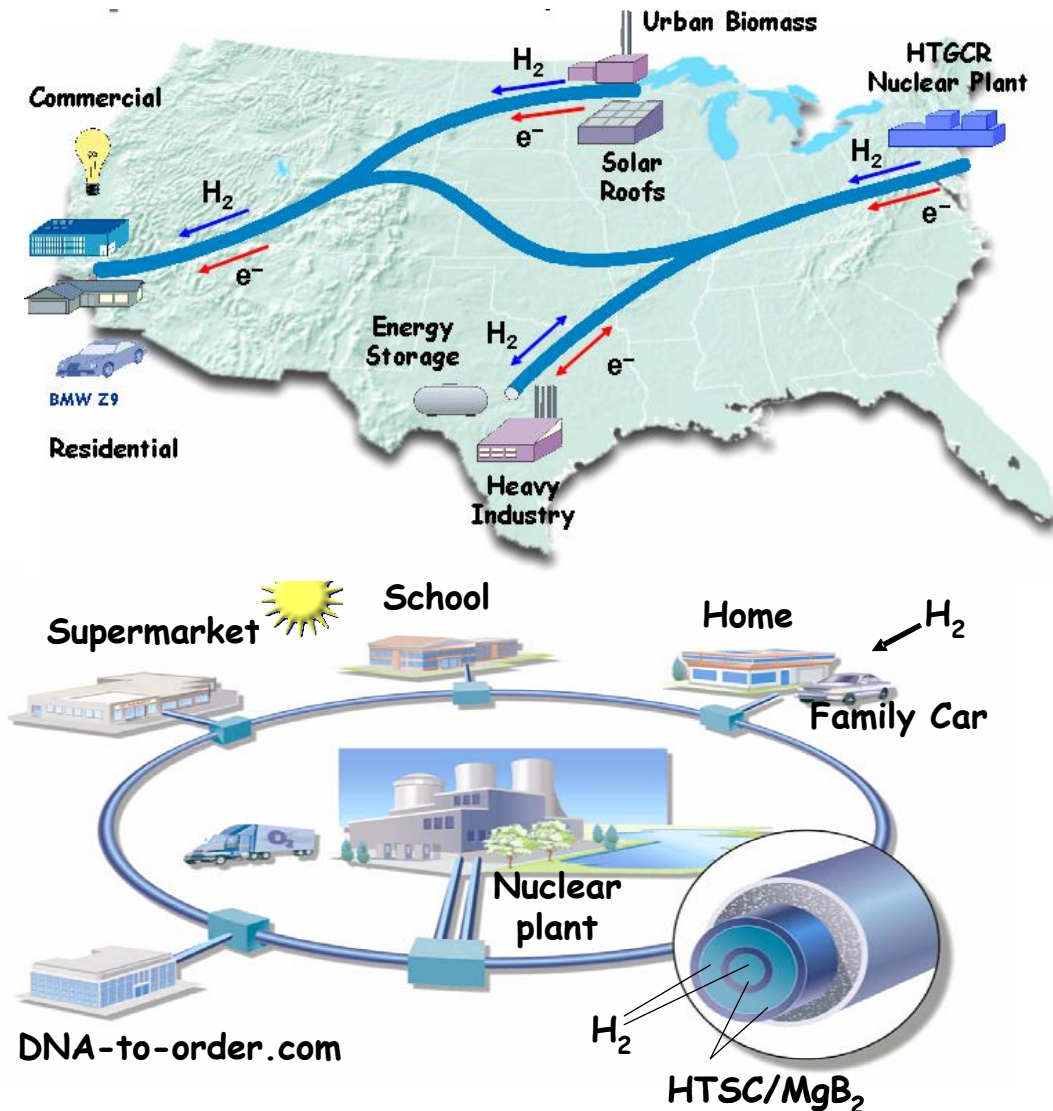 Urban Biomass
H₂
HTGCR
Nuclear Plant
Commercial
e⁻
Solar
Roofs
H₂
H₂
e⁻
e⁻
Energy
Storage
H₂
e⁻
BMW Z9
Residential
Heavy
Industry
School
Supermarket
Home
H₂
Family Car
O₂
Nuclear
plant
H₂
DNA-to-order.com
HTSC/MgB₂